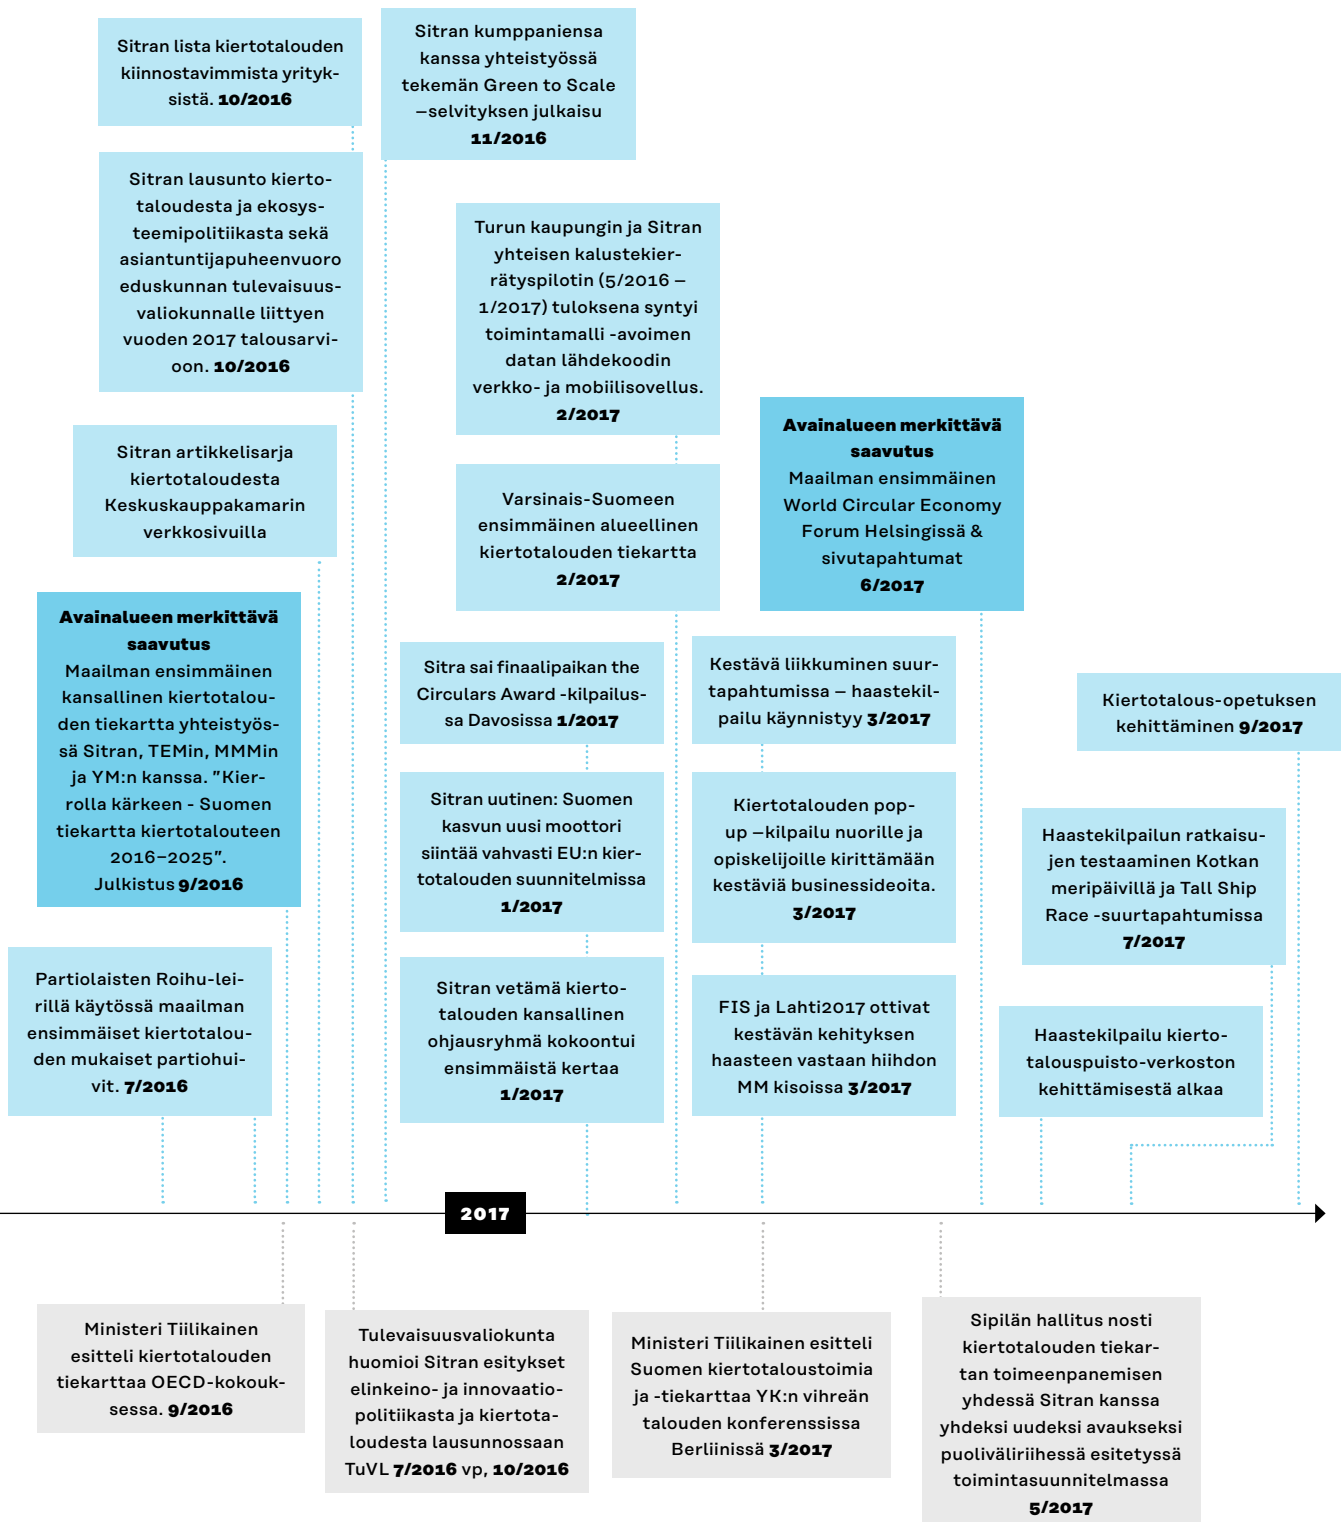 Sitran lista kiertotalouden
kiinnostavimmista yrityk-
sistä. 10/2016
Sitran kumppaniensa
kanssa yhteistyössä
tekemän Green to Scale
–selvityksen julkaisu
11/2016
Sitran lausunto kierto-
taloudesta ja ekosys-
teemipolitiikasta sekä
asiantuntijapuheenvuoro
eduskunnan tulevaisuus-
valiokunnalle liittyen
vuoden 2017 talousarvi-
oon. 10/2016
Turun kaupungin ja Sitran
yhteisen kalustekier-
rätyspilotin (5/2016 –
1/2017) tuloksena syntyi
toimintamalli -avoimen
datan lähdekoodin
verkko- ja mobiilisovellus.
2/2017
Sitran artikkelisarja
kiertotaloudesta
Keskuskauppakamarin
verkkosivuilla
Varsinais-Suomeen
ensimmäinen alueellinen
kiertotalouden tiekartta
2/2017
Avainalueen merkittävä
saavutus
Maailman ensimmäinen
World Circular Economy
Forum Helsingissä &
sivutapahtumat
6/2017
Avainalueen merkittävä
saavutus
Maailman ensimmäinen
kansallinen kiertotalou-
den tiekartta yhteistyös-
sä Sitran, TEMin, MMMin
ja YM:n kanssa. ”Kier-
rolla kärkeen - Suomen
tiekartta kiertotalouteen
2016–2025”.
Julkistus 9/2016
Sitra sai finaalipaikan the
Circulars Award -kilpailus-
sa Davosissa 1/2017
Kestävä liikkuminen suur-
tapahtumissa – haastekil-
pailu käynnistyy 3/2017
Kiertotalous-opetuksen
kehittäminen 9/2017
Sitran uutinen: Suomen
kasvun uusi moottori
siintää vahvasti EU:n kier-
totalouden suunnitelmissa
1/2017
Kiertotalouden pop-
up –kilpailu nuorille ja
opiskelijoille kirittämään
kestäviä businessideoita.
3/2017
Haastekilpailun ratkaisu-
jen testaaminen Kotkan
meripäivillä ja Tall Ship
Race -suurtapahtumissa
7/2017
Partiolaisten Roihu-lei-
rillä käytössä maailman
ensimmäiset kiertotalou-
den mukaiset partiohui-
vit. 7/2016
Sitran vetämä kierto-
talouden kansallinen
ohjausryhmä kokoontui
ensimmäistä kertaa
1/2017
FIS ja Lahti2017 ottivat
kestävän kehityksen
haasteen vastaan hiihdon
MM kisoissa 3/2017
Haastekilpailu kierto-
talouspuisto-verkoston
kehittämisestä alkaa
2017
Ministeri Tiilikainen
esitteli kiertotalouden
tiekarttaa OECD-kokouk-
sessa. 9/2016
Tulevaisuusvaliokunta
huomioi Sitran esitykset
elinkeino- ja innovaatio-
politiikasta ja kiertota-
loudesta lausunnossaan
TuVL 7/2016 vp, 10/2016
Ministeri Tiilikainen esitteli
Suomen kiertotaloustoimia
ja -tiekarttaa YK:n vihreän
talouden konferenssissa
Berliinissä 3/2017
Sipilän hallitus nosti
kiertotalouden tiekar-
tan toimeenpanemisen
yhdessä Sitran kanssa
yhdeksi uudeksi avaukseksi
puoliväliriihessä esitetyssä
toimintasuunnitelmassa
5/2017